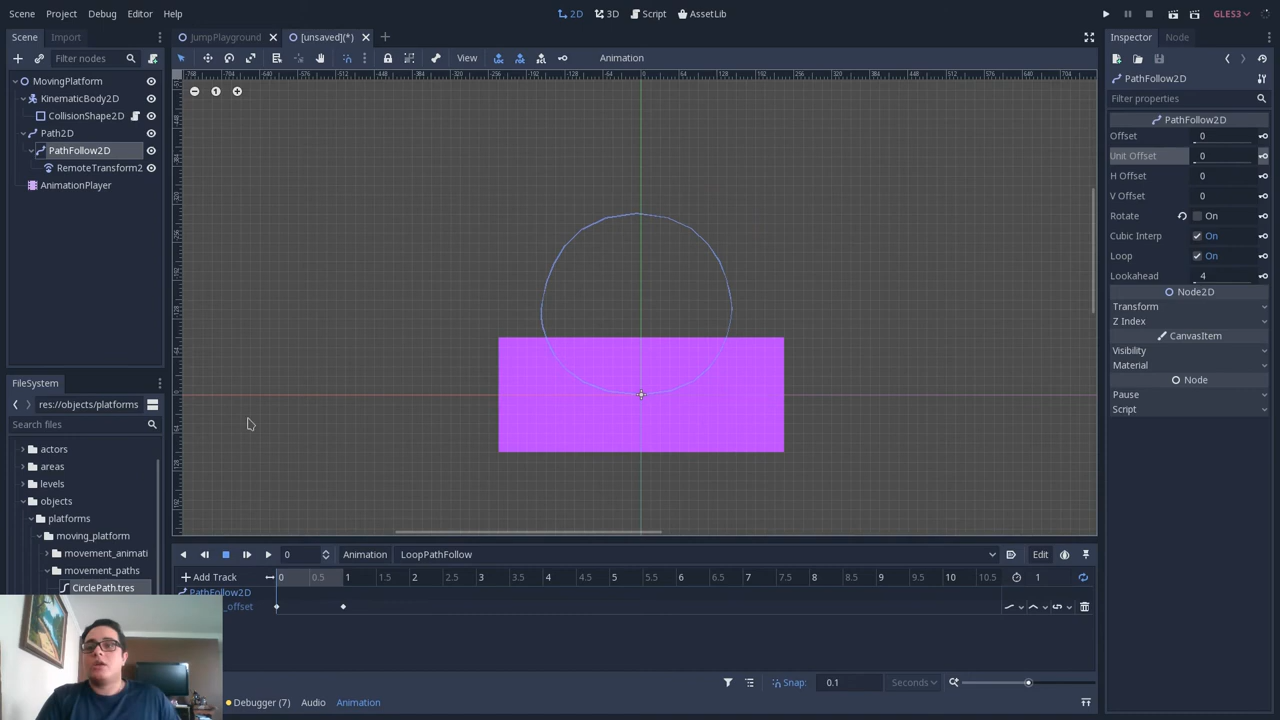 Scene Project Debug Editor Help
2D 3D Script AssetLib
GLES3
Scene Import
JumpPlayground [unsaved](*)
Inspector Node
Filter nodes
View
Animation
PathFollow2D
Filter properties
MovingPlatform
KinematicBody2D
CollisionShape2D
Path2D
PathFollow2D
RemoteTransform2
AnimationPlayer
PathFollow2D
Offset 0
Unit Offset 0
H Offset 0
V Offset 0
Rotate On
Cubic Interp On
Loop On
Lookahead 4
Node2D
Transform
Z Index
CanvasItem
Visibility
Material
Node
Pause
Script
FileSystem
res://objects/platforms
Search files
actors
areas
levels
objects
platforms
moving_platform
movement_animati
movement_paths
CirclePath.tres
0 Animation LoopPathFollow Edit
Add Track 0 0.5 1 1.5 2 2.5 3 3.5 4 4.5 5 5.5 6 6.5 7 7.5 8 8.5 9 9.5 10 10.5 1
PathFollow2D
_offset
Snap: 0.1 Seconds
Debugger (7) Audio Animation